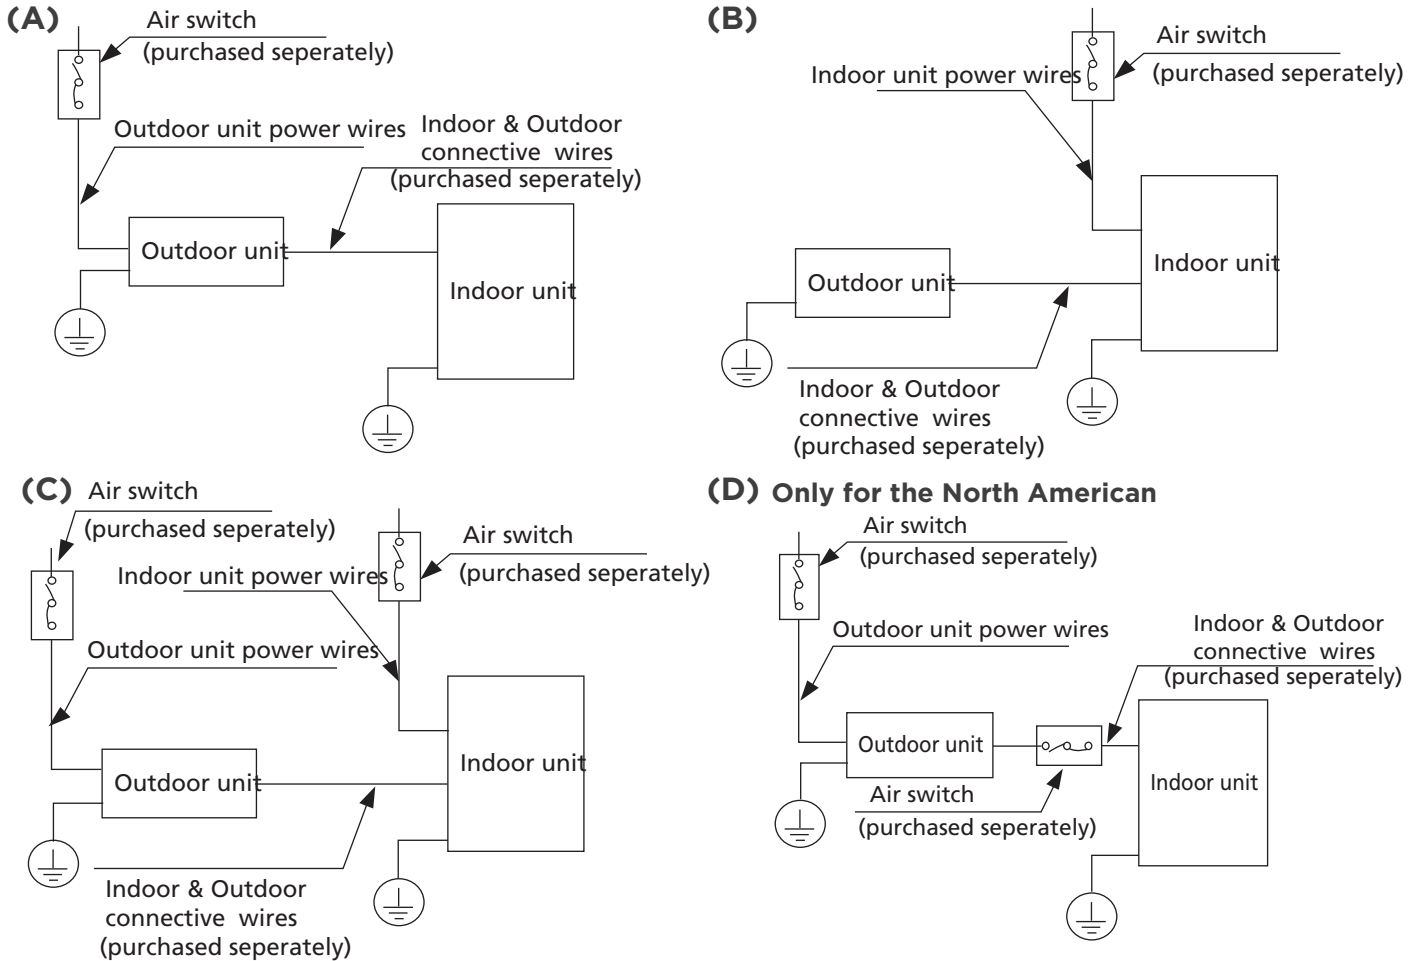 (A)
Air switch
(purchased seperately)
Outdoor unit power wires
Indoor & Outdoor
connective wires
(purchased seperately)
Outdoor unit
Indoor unit
(B)
Air switch
(purchased seperately)
Indoor unit power wires
Outdoor unit
Indoor unit
Indoor & Outdoor
connective wires
(purchased seperately)
(C)
Air switch
(purchased seperately)
Air switch
(purchased seperately)
Indoor unit power wires
Outdoor unit power wires
Outdoor unit
Indoor unit
Indoor & Outdoor
connective wires
(purchased seperately)
(D) Only for the North American
Air switch
(purchased seperately)
Outdoor unit power wires
Indoor & Outdoor
connective wires
(purchased seperately)
Outdoor unit
Air switch
(purchased seperately)
Indoor unit